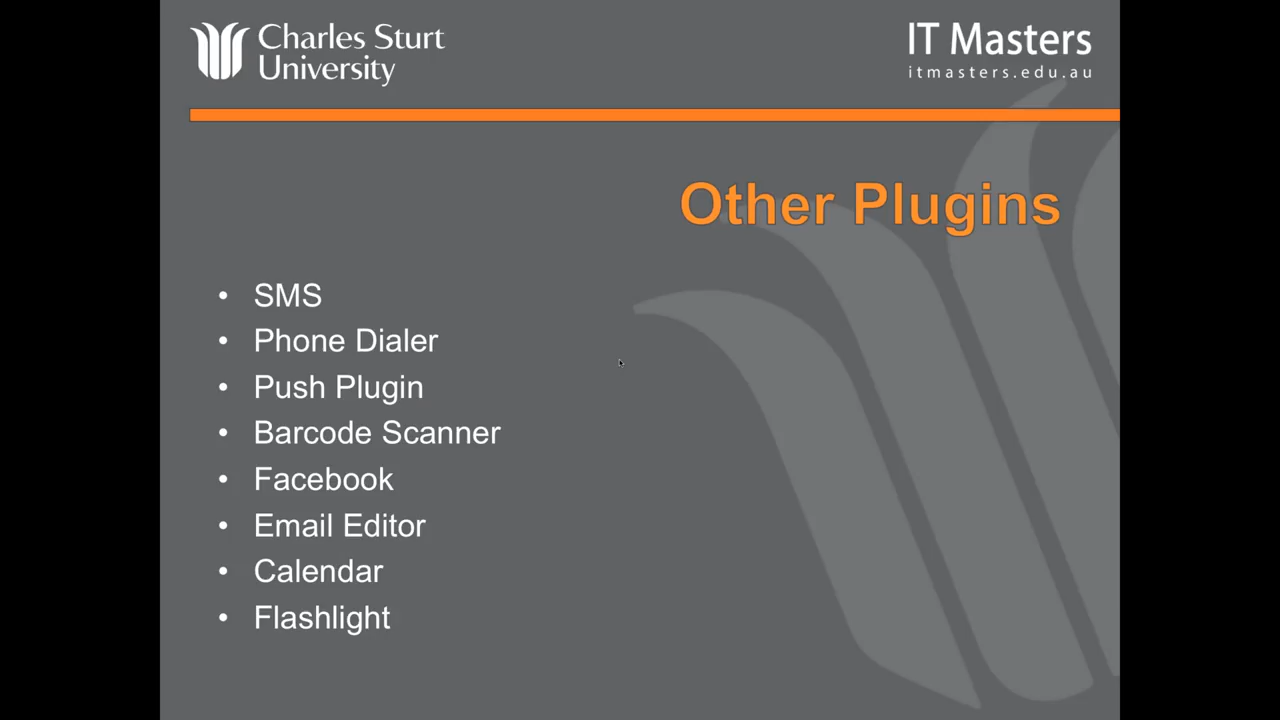 Charles Sturt
University
IT Masters
itmasters.edu.au
Other Plugins
• SMS
• Phone Dialer
• Push Plugin
• Barcode Scanner
• Facebook
• Email Editor
• Calendar
• Flashlight